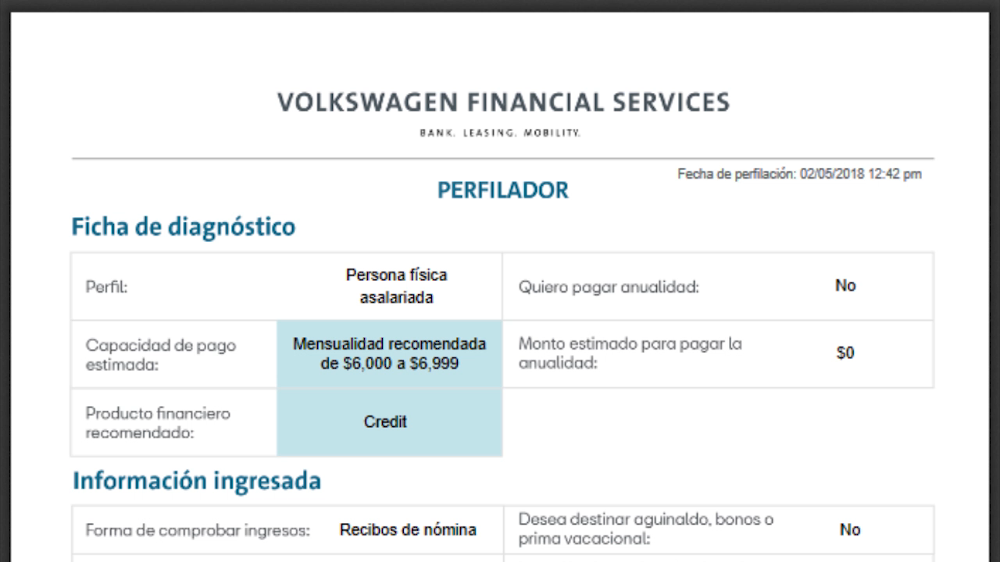 VOLKSWAGEN FINANCIAL SERVICES
BANK. LEASING. MOBILITY.
Fecha de perfilación: 02/05/2018 12:42 pm
PERFILADOR
Ficha de diagnóstico
Perfil:
Persona física
asalariada
Quiero pagar anualidad:
No
Capacidad de pago
estimada:
Mensualidad recomendada
de $6,000 a $6,999
Monto estimado para pagar la
anualidad:
$0
Producto financiero
recomendado:
Credit
Información ingresada
Forma de comprobar ingresos:
Recibos de nómina
Desea destinar aguinaldo, bonos o
prima vacacional:
No